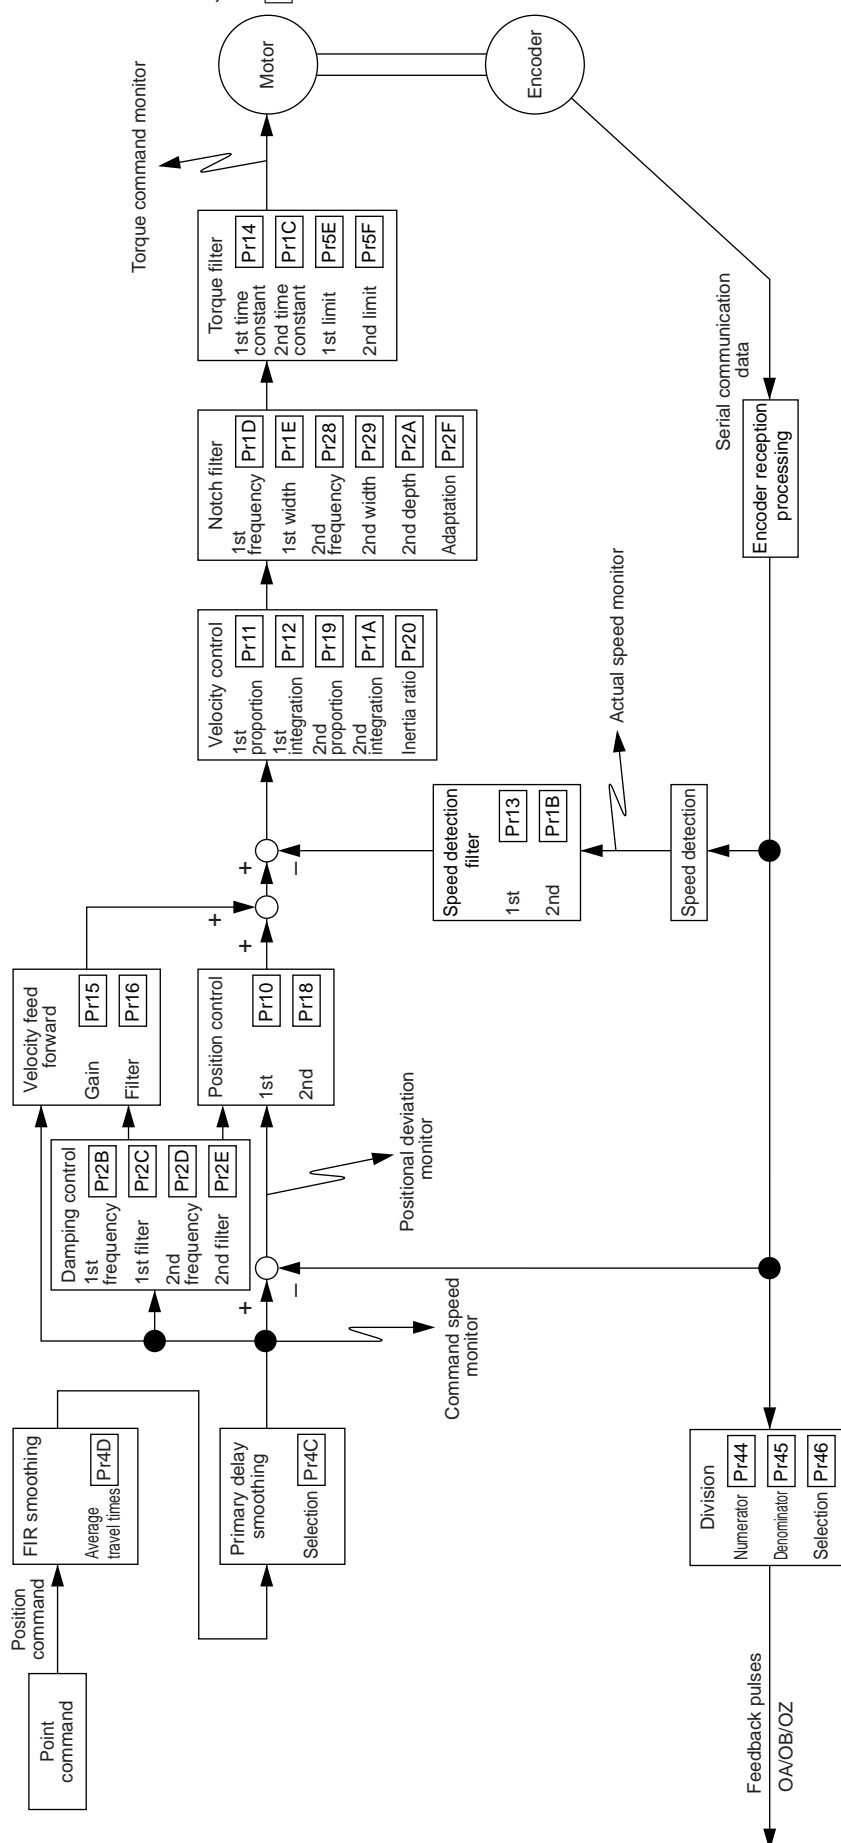 Point
command
Position
command
FIR smoothing
Average
travel times
Pr4D
Primary delay
smoothing
Selection
Pr4C
Command speed
monitor
Damping control
1st
frequency
Pr2B
1st filter
Pr2C
2nd
frequency
Pr2D
2nd filter
Pr2E
+
−
Positional deviation
monitor
Velocity feed
forward
Gain
Pr15
Filter
Pr16
Position control
1st
Pr10
2nd
Pr18
+
+
+
−
Velocity control
1st
proportion
Pr11
1st
integration
Pr12
2nd
proportion
Pr19
2nd
integration
Pr1A
Inertia ratio
Pr20
Notch filter
1st
frequency
Pr1D
1st width
Pr1E
2nd
frequency
Pr28
2nd width
Pr29
2nd depth
Pr2A
Adaptation
Pr2F
Torque filter
1st time
constant
Pr14
2nd time
constant
Pr1C
1st limit
Pr5E
2nd limit
Pr5F
Torque command monitor
Motor
Encoder
Serial communication
data
Encoder reception
processing
Speed detection
Actual speed monitor
Speed detection
filter
1st
Pr13
2nd
Pr1B
Division
Numerator
Pr44
Denominator
Pr45
Selection
Pr46
Feedback pulses
OA/OB/OZ